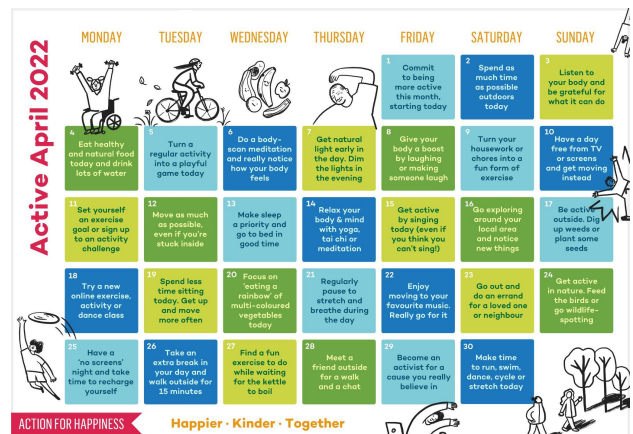 Active April 2022
MONDAY
TUESDAY
WEDNESDAY
THURSDAY
FRIDAY
SATURDAY
SUNDAY
1
Commit
to being
more active
this month,
starting today
2
Spend as
much time
as possible
outdoors
today
3
Listen to
your body and
be grateful for
what it can do
4
Eat healthy
and natural food
today and drink
lots of water
5
Turn a
regular activity
into a playful
game today
6
Do a body-
scan meditation
and really notice
how your body
feels
7
Get natural
light early in
the day. Dim
the lights in
the evening
8
Give your
body a boost
by laughing
or making
someone laugh
9
Turn your
housework or
chores into a
fun form of
exercise
10
Have a day
free from TV
or screens
and get moving
instead
11
Set yourself
an exercise
goal or sign up
to an activity
challenge
12
Move as much
as possible,
even if you're
stuck inside
13
Make sleep
a priority and
go to bed in
good time
14
Relax your
body & mind
with yoga,
tai chi or
meditation
15
Get active
by singing
today (even if
you think you
can't sing!)
16
Go exploring
around your
local area
and notice
new things
17
Be active
outside. Dig
up weeds or
plant some
seeds
18
Try a new
online exercise,
activity or
dance class
19
Spend less
time sitting
today. Get up
and move
more often
20
Focus on
'eating a
rainbow' of
multi-coloured
vegetables
today
21
Regularly
pause to
stretch and
breathe during
the day
22
Enjoy
moving to your
favourite music.
Really go for it
23
Go out and
do an errand
for a loved one
or neighbour
24
Get active
in nature. Feed
the birds or
go wildlife-
spotting
25
Have a
'no screens'
night and take
time to recharge
yourself
26
Take an
extra break in
your day and
walk outside for
15 minutes
27
Find a fun
exercise to do
while waiting
for the kettle
to boil
28
Meet a
friend outside
for a walk
and a chat
29
Become an
activist for a
cause you really
believe in
30
Make time
to run, swim,
dance, cycle or
stretch today
ACTION FOR HAPPINESS
Happier · Kinder · Together